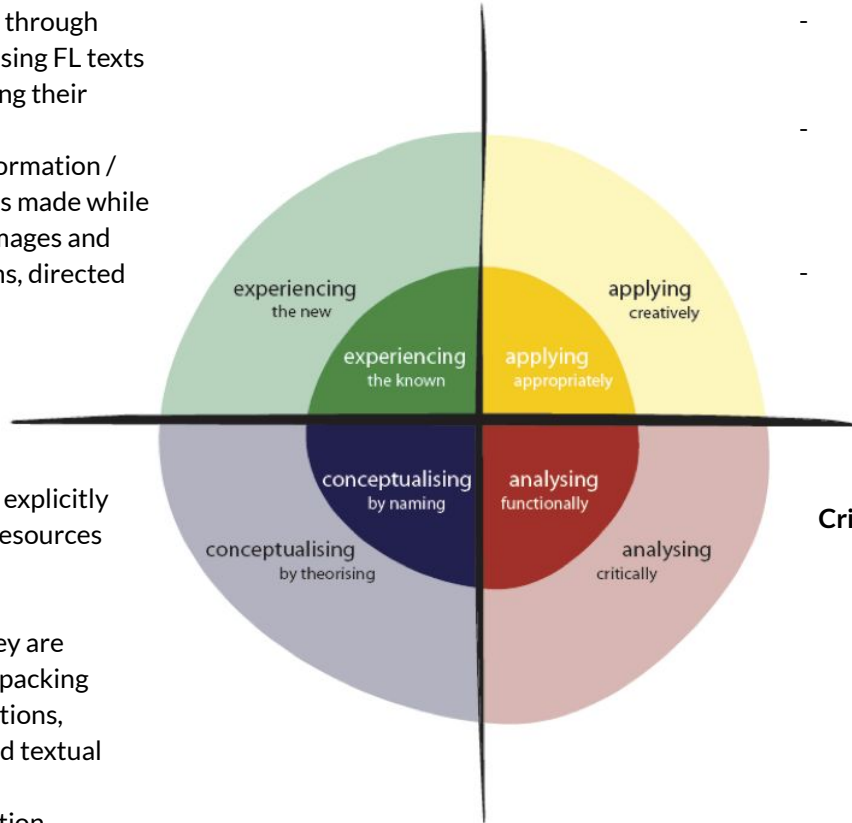 through
sing FL texts
ng their
ormation /
s made while
mages and
ns, directed
explicitly
resources
ey are
packing
tions,
d textual
tion
-
-
-
Cri
experiencing
the new
experiencing
the known
applying
creatively
applying
appropriately
conceptualising
by naming
conceptualising
by theorising
analysing
functionally
analysing
critically